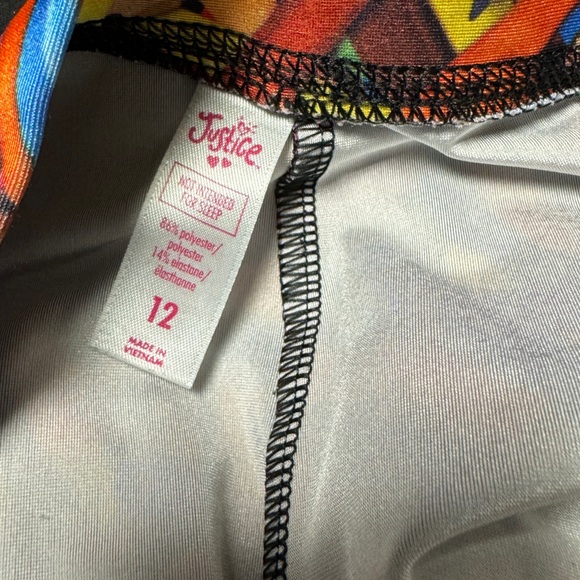 Justice
NOT INTENDED
FOR SLEEP
86% polyester/
polyester
14% elastane/
élasthanne
12
MADE IN
VIETNAM